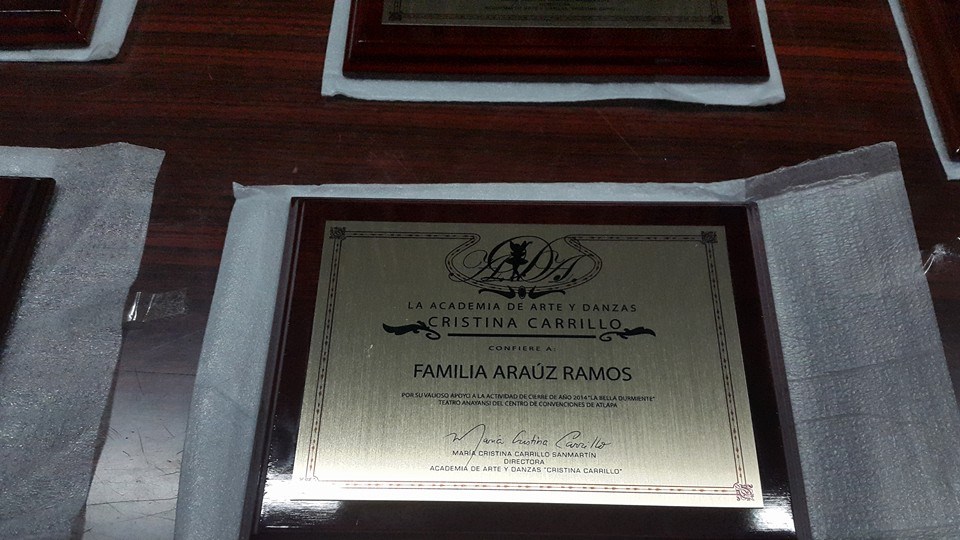 LA ACADEMIA DE ARTE Y DANZAS
CRISTINA CARRILLO
CONFIERE A:
FAMILIA ARAÚZ RAMOS
POR SU VALIOSO APOYO A LA ACTIVIDAD DE CIERRE DE AÑO 2014 "LA BELLA DURMIENTE"
TEATRO ANAYANSI DEL CENTRO DE CONVENCIONES DE ATLAPA
María Cristina Carrillo
MARÍA CRISTINA CARRILLO SANMARTÍN
DIRECTORA
ACADEMIA DE ARTE Y DANZAS "CRISTINA CARRILLO"